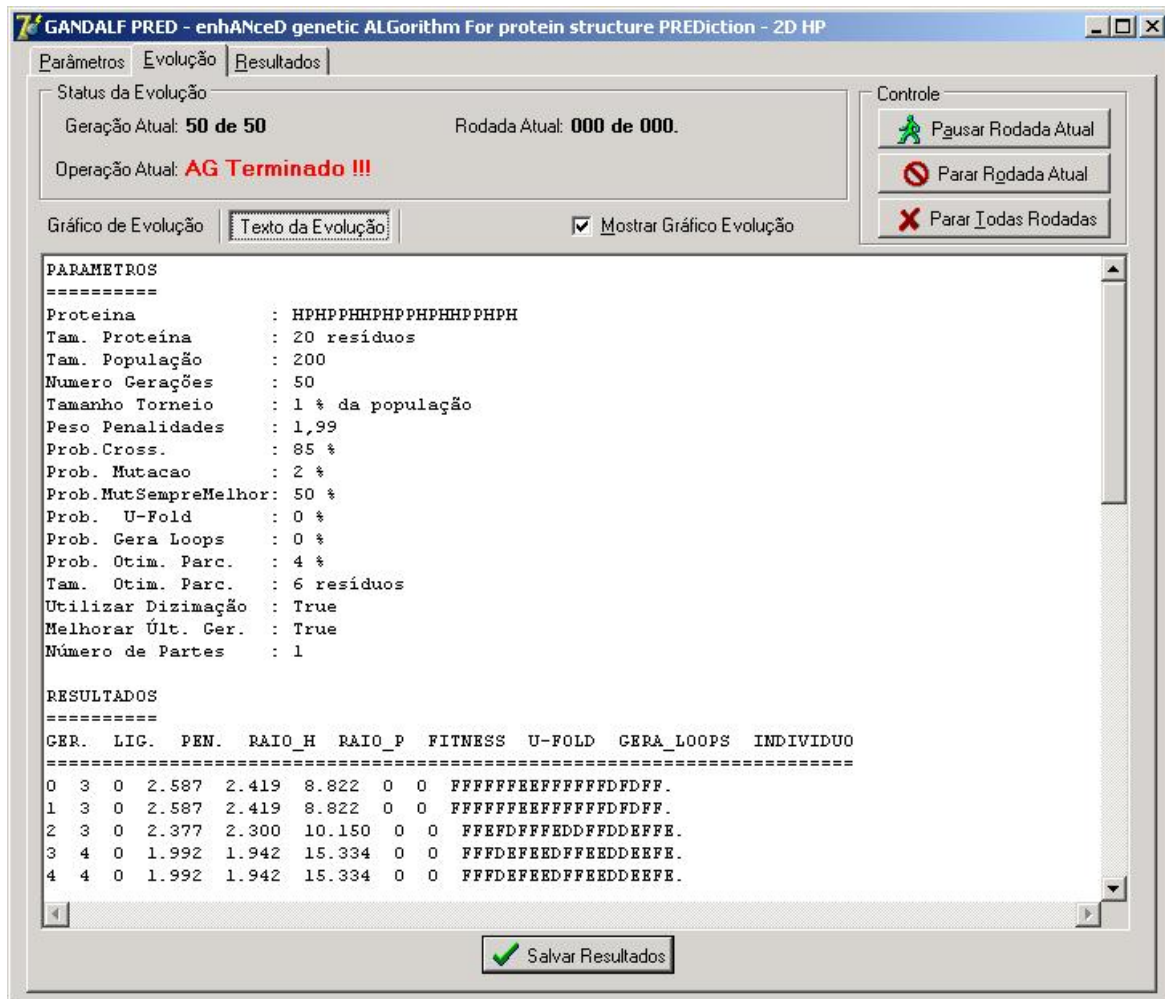 GANDALF PRED - enhANceD genetic ALGorithm For protein structure PREDiction - 2D HP
Parâmetros Evolução Resultados
Status da Evolução
Geração Atual: 50 de 50 Rodada Atual: 000 de 000.
Operação Atual: AG Terminado !!!
Controle
Pausar Rodada Atual
Parar Rodada Atual
Parar Todas Rodadas
Gráfico de Evolução Texto da Evolução Mostrar Gráfico Evolução
PARAMETROS
==========
Proteina : HPHPPHHPHPPHPHHPPHPH
Tam. Proteína : 20 resíduos
Tam. População : 200
Numero Gerações : 50
Tamanho Torneio : 1 % da população
Peso Penalidades : 1,99
Prob.Cross. : 85 %
Prob. Mutacao : 2 %
Prob.MutSempreMelhor: 50 %
Prob. U-Fold : 0 %
Prob. Gera Loops : 0 %
Prob. Otim. Parc. : 4 %
Tam. Otim. Parc. : 6 resíduos
Utilizar Dizimação : True
Melhorar Últ. Ger. : True
Número de Partes : 1
RESULTADOS
==========
GER. LIG. PEN. RAIO_H RAIO_P FITNESS U-FOLD GERA_LOOPS INDIVIDUO
=========================================================================
0 3 0 2.587 2.419 8.822 0 0 FFFFFFEEFFFFFFDFDFF.
1 3 0 2.587 2.419 8.822 0 0 FFFFFFEEFFFFFFDFDFF.
2 3 0 2.377 2.300 10.150 0 0 FFEFDFFFEDDFFDDEFFE.
3 4 0 1.992 1.942 15.334 0 0 FFFDEFEEDFFEEDDEEFE.
4 4 0 1.992 1.942 15.334 0 0 FFFDEFEEDFFEEDDEEFE.
Salvar Resultados